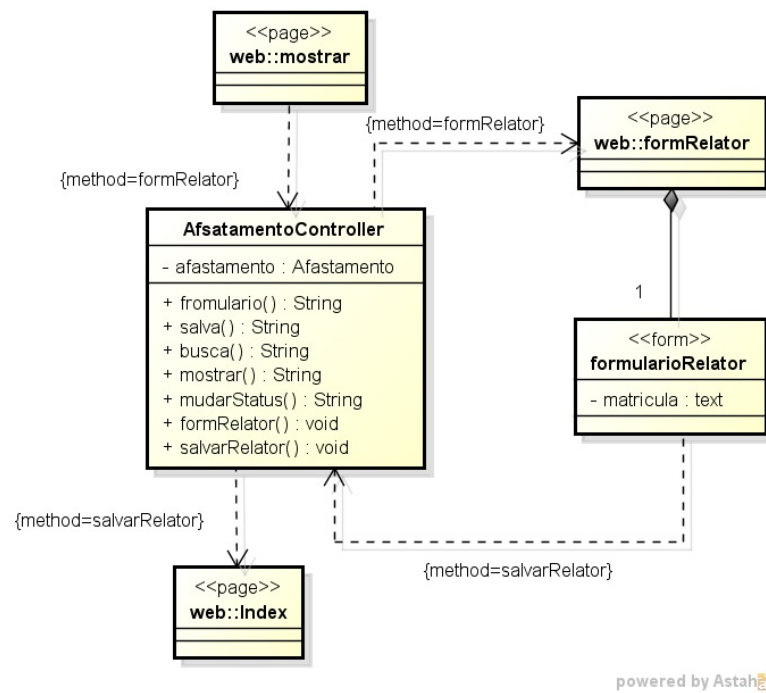 <<page>>
web::mostrar
{method=formRelator}
<<page>>
web::formRelator
{method=formRelator}
AfsatamentoController
- afastamento : Afastamento
+ fromulario() : String
+ salva() : String
+ busca() : String
+ mostrar() : String
+ mudarStatus() : String
+ formRelator() : void
+ salvarRelator() : void
1
<<form>>
formularioRelator
- matricula : text
{method=salvarRelator}
{method=salvarRelator}
<<page>>
web::Index
powered by Astah